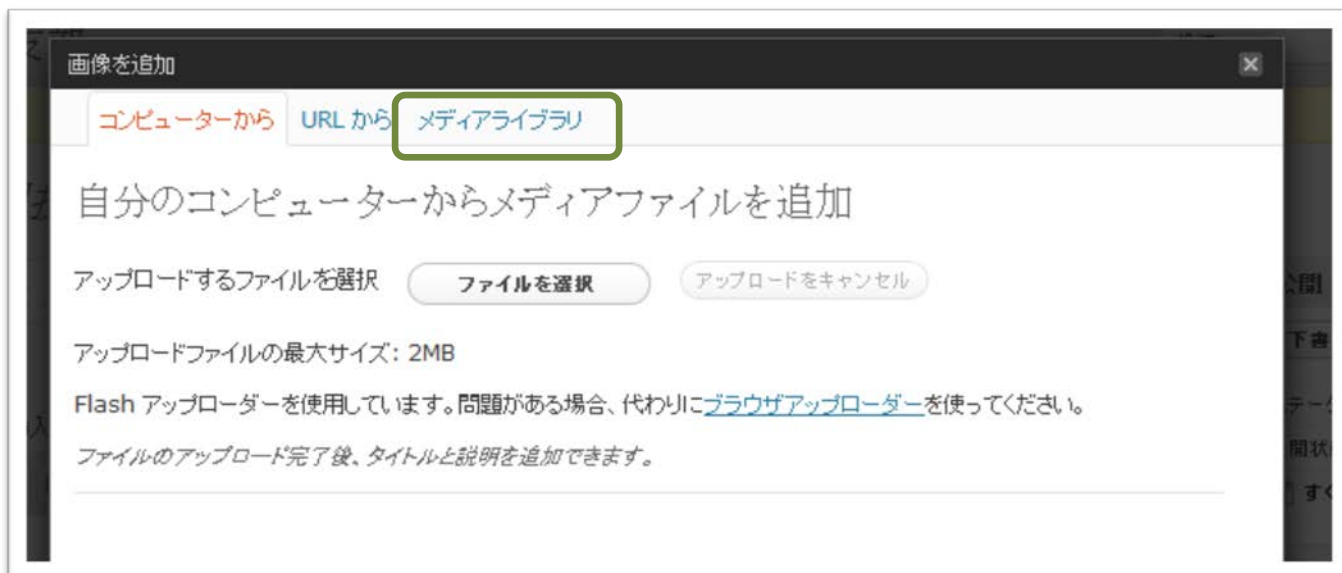 画像を追加
コンピューターから URL から メディアライブラリ
自分のコンピューターからメディアファイルを追加
アップロードするファイルを選択 ファイルを選択 アップロードをキャンセル
アップロードファイルの最大サイズ: 2MB
Flash アップローダーを使用しています。問題がある場合、代わりにブラウザアップローダーを使ってください。
ファイルのアップロード完了後、タイトルと説明を追加できます。